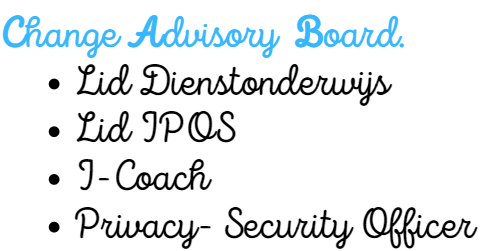 Change Advisory Board.
• Lid Dienstonderwijs
• Lid IPOS
• I-Coach
• Privacy- Security Officer